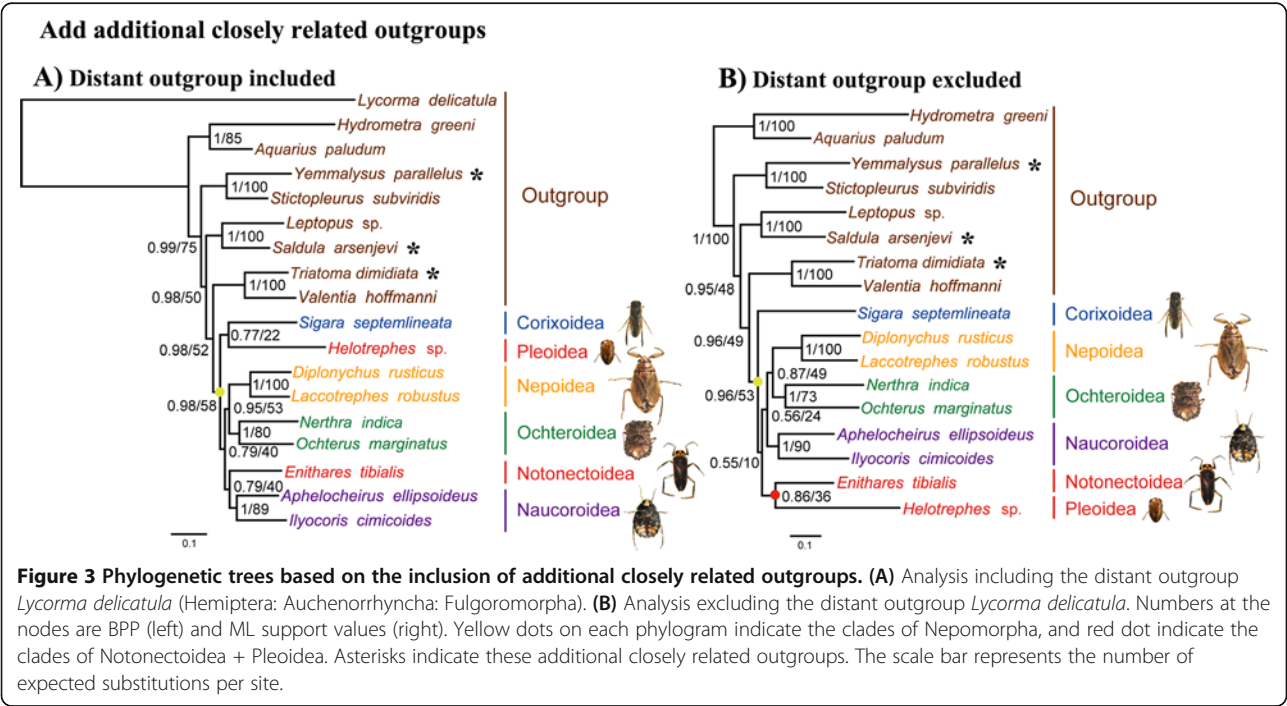 Add additional closely related outgroups
A) Distant outgroup included
Lycorma delicatula
Hydrometra greeni
1/85
Aquarius paludum
Yemmalysus parallelus *
1/100
Stictopleurus subviridis
Outgroup
Leptopus sp.
0.99/75
1/100
Saldula arsenjevi *
Triatoma dimidiata *
0.98/50
1/100
Valentia hoffmanni
Sigara septemlineata
Corixoidea
0.77/22
0.98/52
Helotrephes sp.
Pleoidea
Diplonychus rusticus
1/100
Nepoidea
Laccotrephes robustus
0.98/58
0.95/53
Nerthra indica
1/80
Ochteroidea
Ochterus marginatus
0.79/40
Enithares tibialis
Notonectoidea
0.79/40
Aphelocheirus ellipsoideus
1/89
Naucoroidea
Ilyocoris cimicoides
0.1
B) Distant outgroup excluded
Hydrometra greeni
1/100
Aquarius paludum
Yemmalysus parallelus *
1/100
Stictopleurus subviridis
Outgroup
Leptopus sp.
1/100
1/100
Saldula arsenjevi *
Triatoma dimidiata *
0.95/48
1/100
Valentia hoffmanni
Sigara septemlineata
Corixoidea
0.96/49
Diplonychus rusticus
1/100
Nepoidea
Laccotrephes robustus
0.87/49
0.96/53
Nerthra indica
1/73
Ochteroidea
0.56/24
Ochterus marginatus
Aphelocheirus ellipsoideus
1/90
Naucoroidea
Ilyocoris cimicoides
0.55/10
Enithares tibialis
Notonectoidea
0.86/36
Helotrephes sp.
Pleoidea
0.1
Figure 3 Phylogenetic trees based on the inclusion of additional closely related outgroups. (A) Analysis including the distant outgroup
Lycorma delicatula (Hemiptera: Auchenorrhyncha: Fulgoromorpha). (B) Analysis excluding the distant outgroup Lycorma delicatula. Numbers at the
nodes are BPP (left) and ML support values (right). Yellow dots on each phylogram indicate the clades of Nepomorpha, and red dot indicate the
clades of Notonectoidea + Pleoidea. Asterisks indicate these additional closely related outgroups. The scale bar represents the number of
expected substitutions per site.